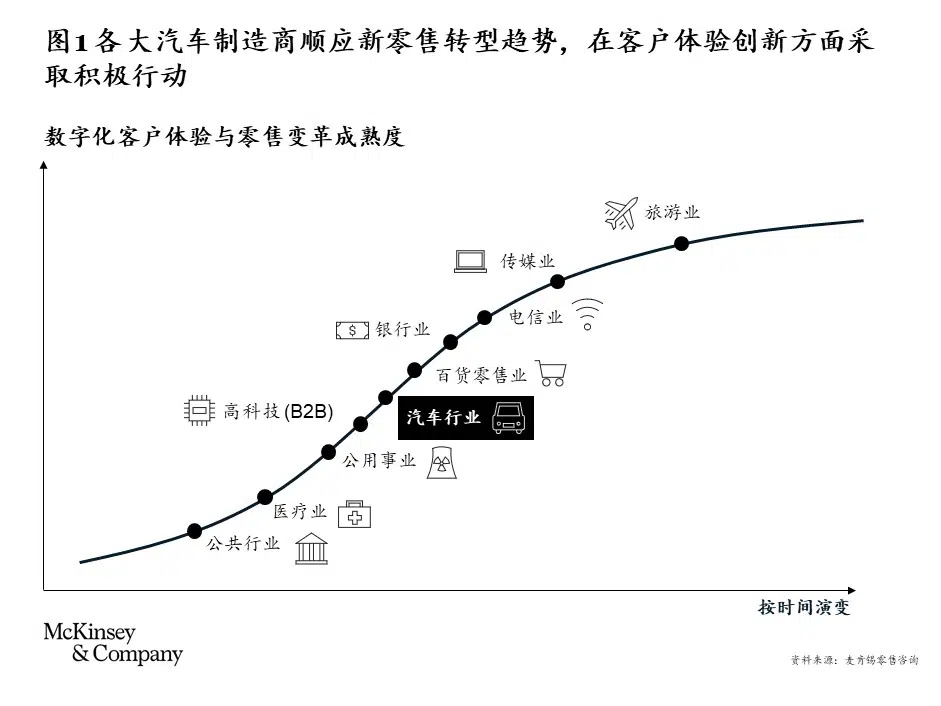 图1 各大汽车制造商顺应新零售转型趋势，在客户体验创新方面采
取积极行动
数字化客户体验与零售变革成熟度
旅游业
传媒业
电信业
$
银行业
百货零售业
高科技(B2B)
汽车行业
公用事业
医疗业
公共行业
按时间演变
McKinsey
& Company
资料来源：麦肯锡零售咨询